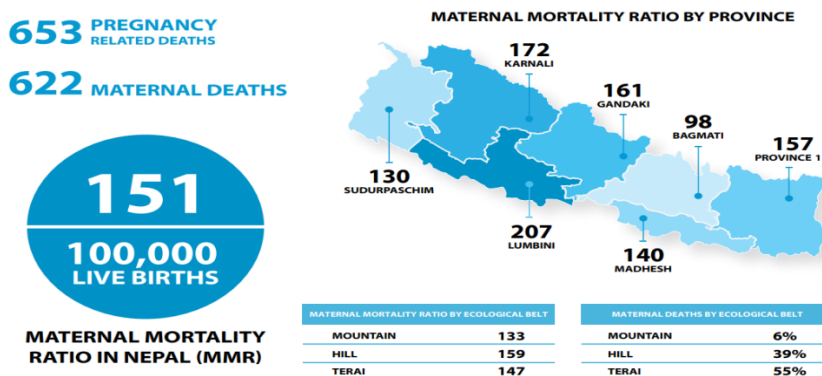 653 PREGNANCY
RELATED DEATHS
622 MATERNAL DEATHS
151
100,000
LIVE BIRTHS
MATERNAL MORTALITY
RATIO IN NEPAL (MMR)
MATERNAL MORTALITY RATIO BY PROVINCE
172
KARNALI
161
GANDAKI
98
BAGMATI
157
PROVINCE 1
130
SUDURPASCHIM
207
LUMBINI
140
MADHESH
MATERNAL MORTALITY RATIO BY ECOLOGICAL BELT
MOUNTAIN 133
HILL 159
TERAI 147
MATERNAL DEATHS BY ECOLOGICAL BELT
MOUNTAIN 6%
HILL 39%
TERAI 55%